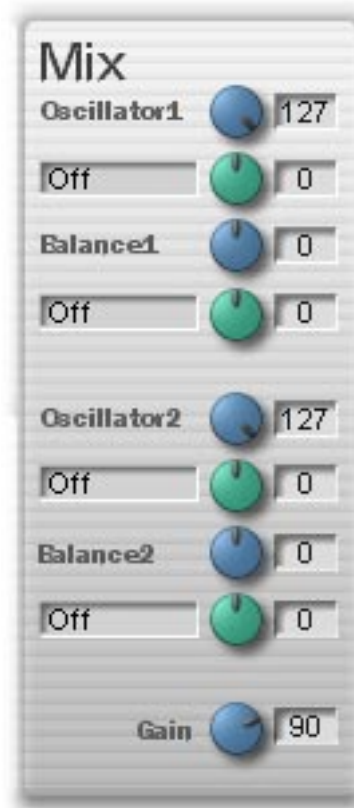 Mix
Oscillator1 127
Off 0
Balance1 0
Off 0
Oscillator2 127
Off 0
Balance2 0
Off 0
Gain 90